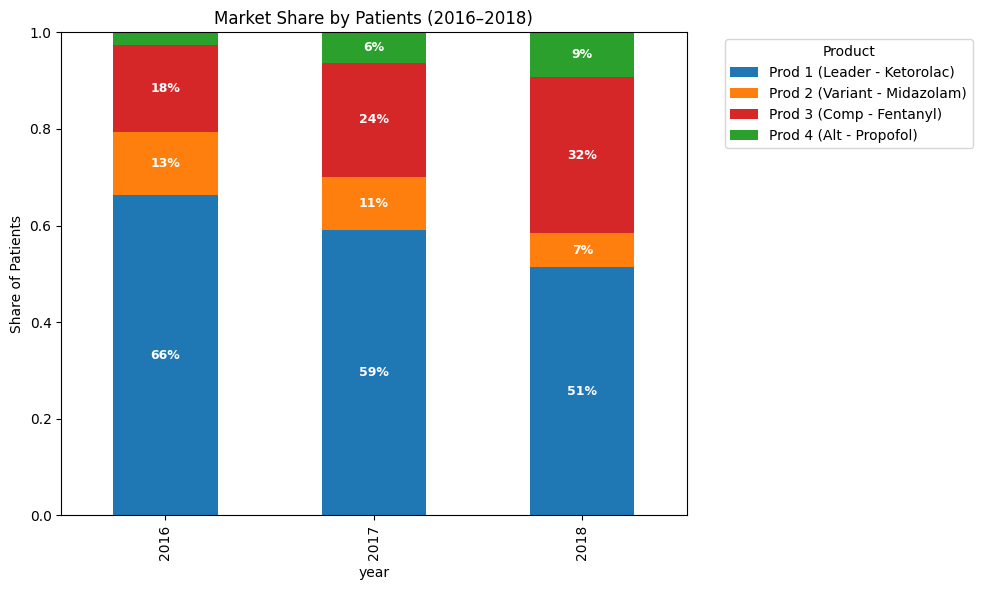 Market Share by Patients (2016–2018)
Share of Patients
1.0
0.8
0.6
0.4
0.2
0.0
18%
13%
66%
6%
24%
11%
59%
9%
32%
7%
51%
2016
2017
2018
year
Product
Prod 1 (Leader - Ketorolac)
Prod 2 (Variant - Midazolam)
Prod 3 (Comp - Fentanyl)
Prod 4 (Alt - Propofol)